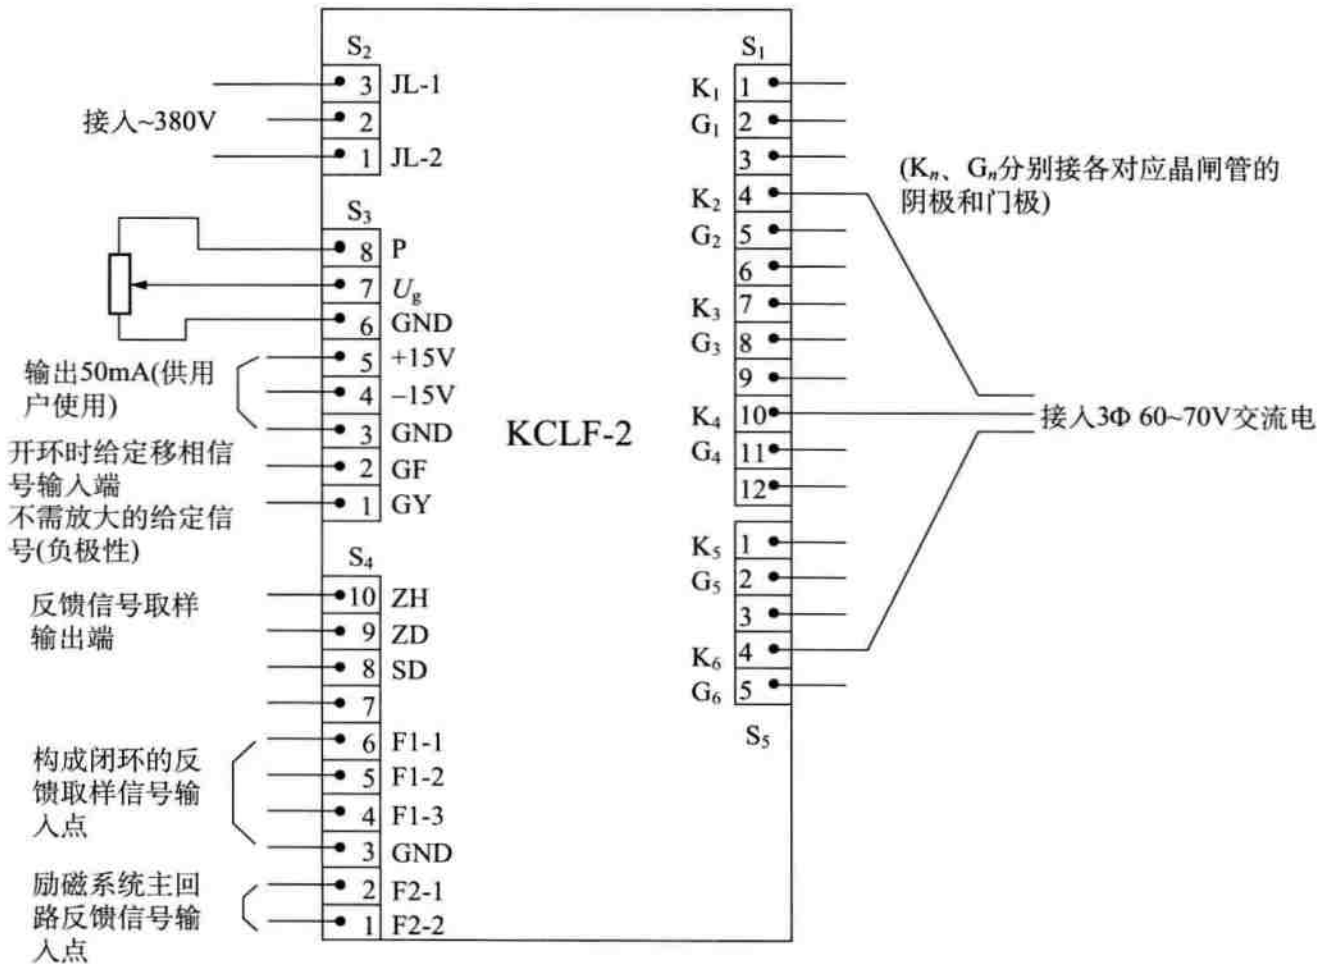 S₂
3 JL-1
2
1 JL-2
接入~380V
S₃
8 P
7 Ug
6 GND
5 +15V
4 −15V
3 GND
2 GF
1 GY
输出50mA(供用
户使用)
开环时给定移相信
号输入端
不需放大的给定信
号(负极性)
S₄
10 ZH
9 ZD
8 SD
7
6 F1-1
5 F1-2
4 F1-3
3 GND
2 F2-1
1 F2-2
反馈信号取样
输出端
构成闭环的反
馈取样信号输
入点
励磁系统主回
路反馈信号输
入点
KCLF-2
S₁
K₁ 1
G₁ 2
3
K₂ 4
G₂ 5
6
K₃ 7
G₃ 8
9
K₄ 10
G₄ 11
12
K₅ 1
G₅ 2
3
K₆ 4
G₆ 5
S₅
(Kₙ、Gₙ分别接各对应晶闸管的
阴极和门极)
接入3Φ 60~70V交流电